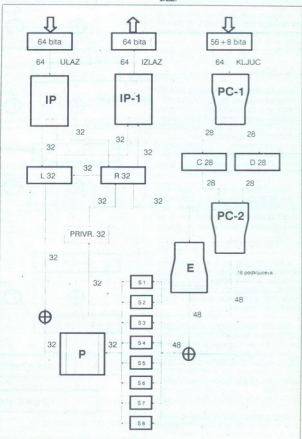 64 bita
64 bita
56+8 bita
64 ULAZ
64 IZLAZ
64 KLJUC
IP
IP-1
PC-1
32
32
32
28
28
32
32
L 32
R 32
C 28
D 28
32
32
28
28
PRIVR. 32
PC-2
32
E
32
S 1
48
48
S 2
S 3
32
P
32
S 4
48
S 5
S 6
S 7
S 8